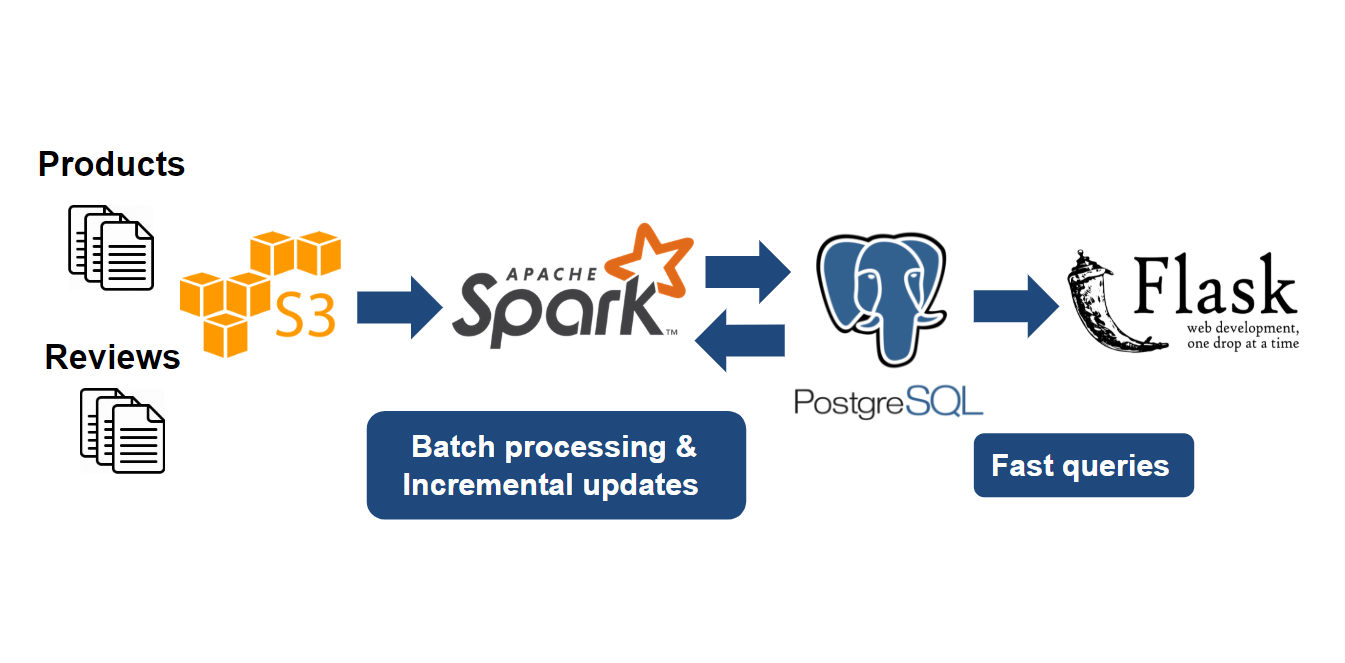 Products
S3
Reviews
APACHE
Spark™
PostgreSQL
Flask
web development,
one drop at a time
Batch processing &
Incremental updates
Fast queries